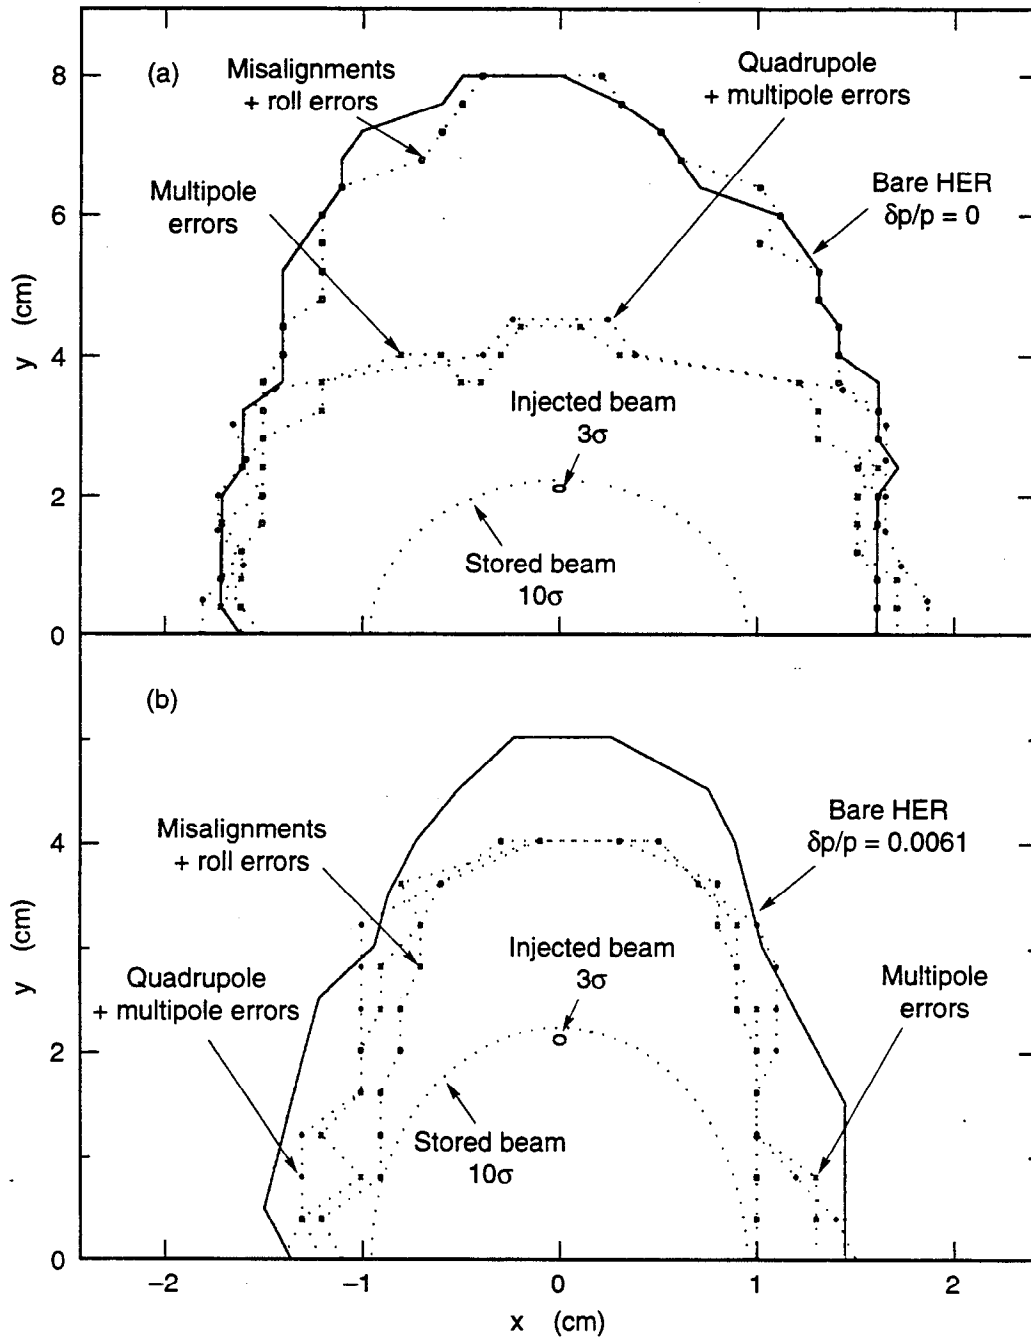 (a)
Misalignments
+ roll errors
Quadrupole
+ multipole errors
Multipole
errors
Bare HER
δp/p = 0
Injected beam
3σ
Stored beam
10σ
8
6
4
2
0
y (cm)
(b)
Misalignments
+ roll errors
Bare HER
δp/p = 0.0061
Quadrupole
+ multipole errors
Injected beam
3σ
Multipole
errors
Stored beam
10σ
4
2
0
y (cm)
−2
−1
0
1
2
x (cm)